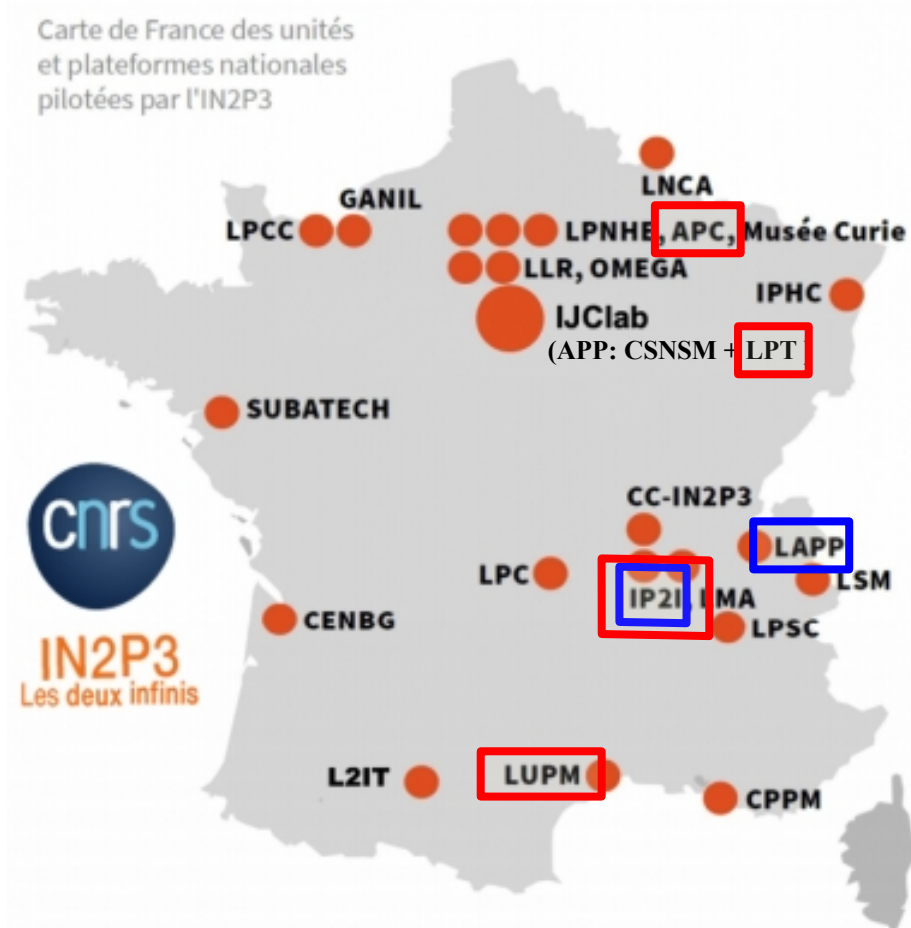 Carte de France des unités
et plateformes nationales
pilotées par l'IN2P3
LNCA
GANIL
LPCC
LPNHE, APC, Musée Curie
LLR, OMEGA
IPHC
IJClab
(APP: CSNSM + LPT
SUBATECH
cnrs
IN2P3
Les deux infinis
CC-IN2P3
LAPP
LPC
LSM
IP2I, LMA
CENBG
LPSC
L2IT
LUPM
CPPM